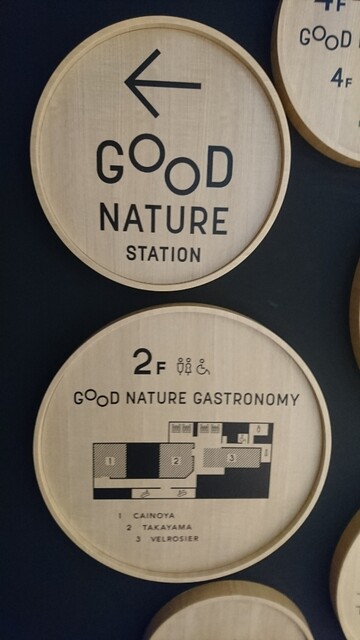 4F
GOOD
4F
GOOD
NATURE
STATION
2F
GOOD NATURE GASTRONOMY
1 2 3
1 CAINOYA
2 TAKAYAMA
3 VELROSIER